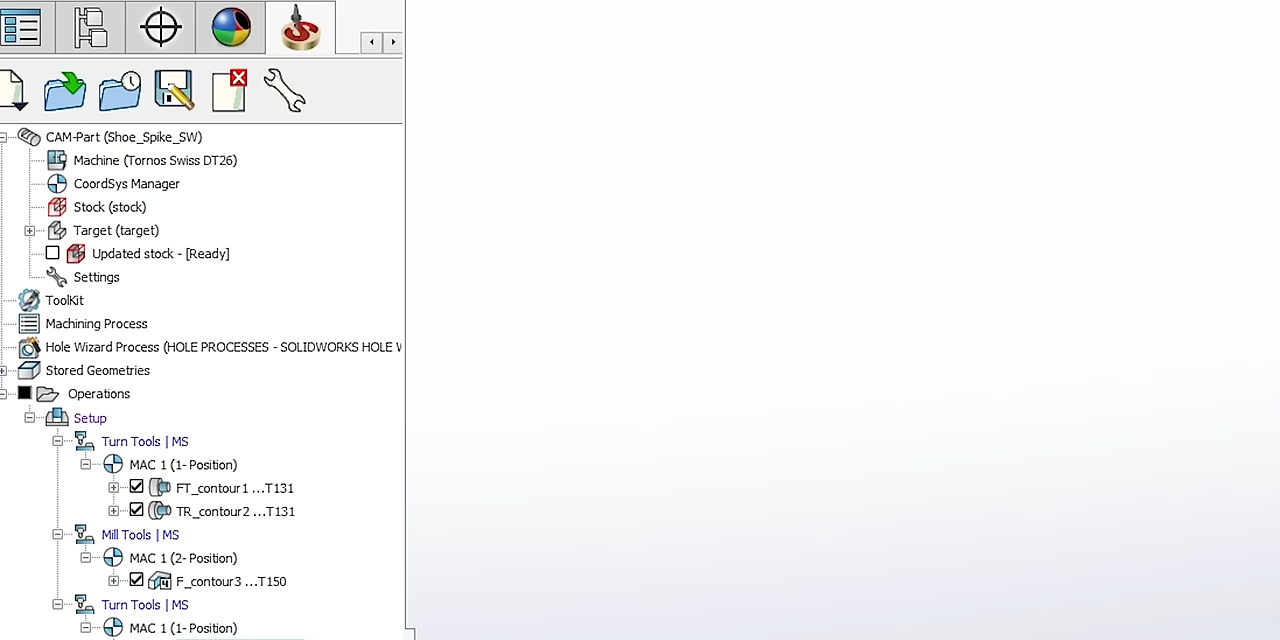 CAM-Part (Shoe_Spike_SW)
Machine (Tornos Swiss DT26)
CoordSys Manager
Stock (stock)
Target (target)
Updated stock - [Ready]
Settings
ToolKit
Machining Process
Hole Wizard Process (HOLE PROCESSES - SOLIDWORKS HOLE
Stored Geometries
Operations
Setup
Turn Tools | MS
MAC 1 (1- Position)
FT_contour1 ...T131
TR_contour2 ...T131
Mill Tools | MS
MAC 1 (2- Position)
F_contour3 ...T150
Turn Tools | MS
MAC 1 (1- Position)